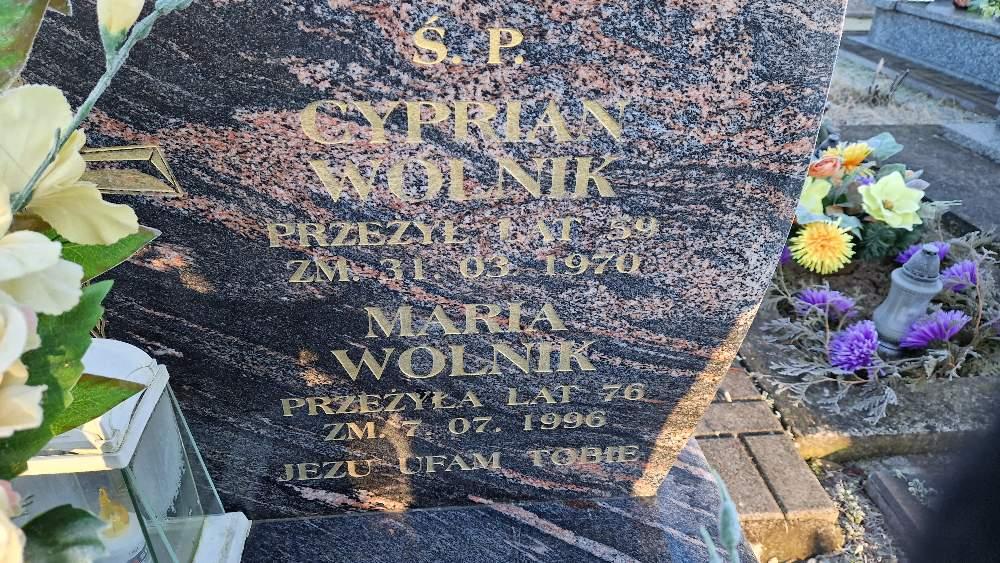 Ś. P.
CYPRIAN
WOLNIK
PRZEŻYŁ LAT 59
ZM. 31 03 1970
MARIA
WOLNIK
PRZEŻYŁA LAT 76
ZM. 7. 07. 1996
JEZU UFAM TOBIE